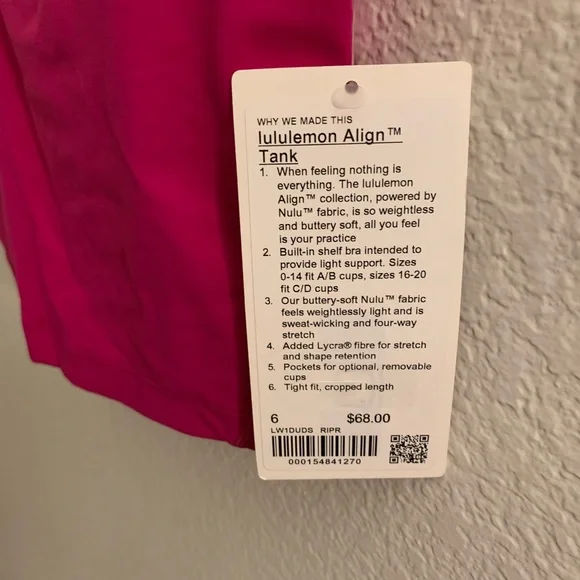 WHY WE MADE THIS
lululemon Align™
Tank
1. When feeling nothing is
everything. The lululemon
Align™ collection, powered by
Nulu™ fabric, is so weightless
and buttery soft, all you feel
is your practice
2. Built-in shelf bra intended to
provide light support. Sizes
0-14 fit A/B cups, sizes 16-20
fit C/D cups
3. Our buttery-soft Nulu™ fabric
feels weightlessly light and is
sweat-wicking and four-way
stretch
4. Added Lycra® fibre for stretch
and shape retention
5. Pockets for optional, removable
cups
6. Tight fit, cropped length
6 $68.00
LW1DUDS RIPR
000154841270